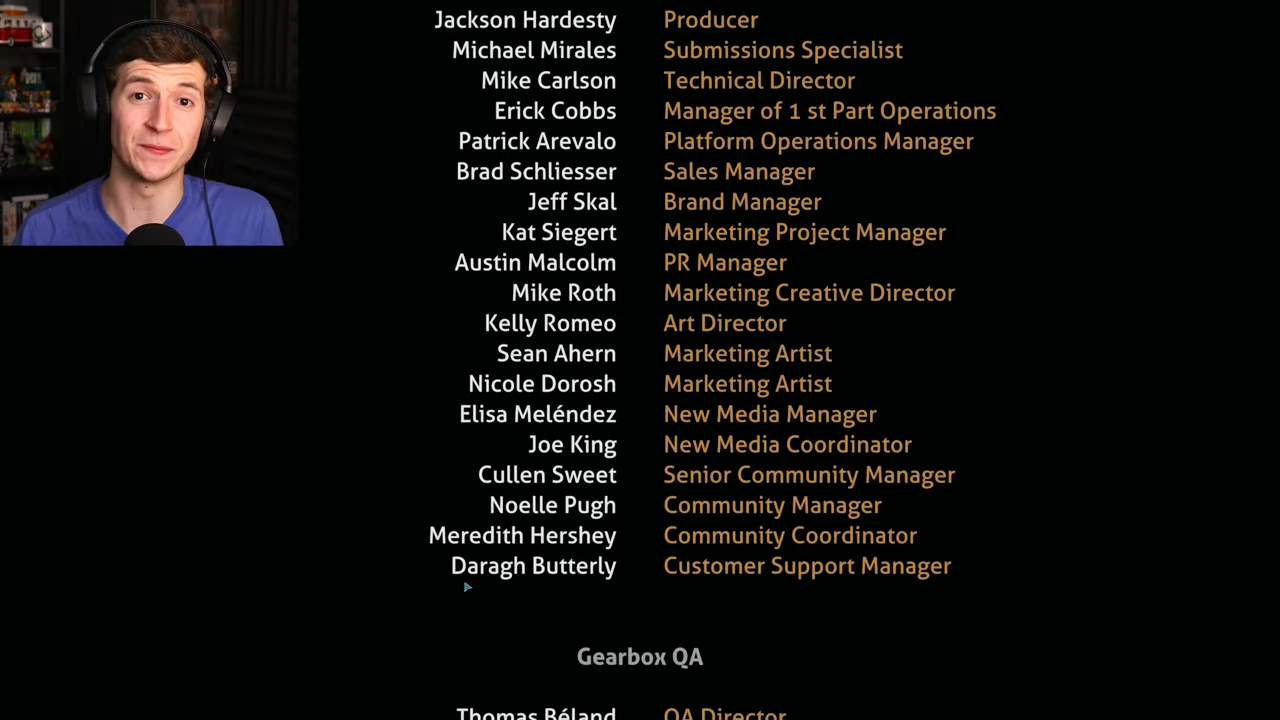 Jackson Hardesty Producer
Michael Mirales Submissions Specialist
Mike Carlson Technical Director
Erick Cobbs Manager of 1 st Part Operations
Patrick Arevalo Platform Operations Manager
Brad Schliesser Sales Manager
Jeff Skal Brand Manager
Kat Siegert Marketing Project Manager
Austin Malcolm PR Manager
Mike Roth Marketing Creative Director
Kelly Romeo Art Director
Sean Ahern Marketing Artist
Nicole Dorosh Marketing Artist
Elisa Meléndez New Media Manager
Joe King New Media Coordinator
Cullen Sweet Senior Community Manager
Noelle Pugh Community Manager
Meredith Hershey Community Coordinator
Daragh Butterly Customer Support Manager
Gearbox QA
Thomas Béland QA Director